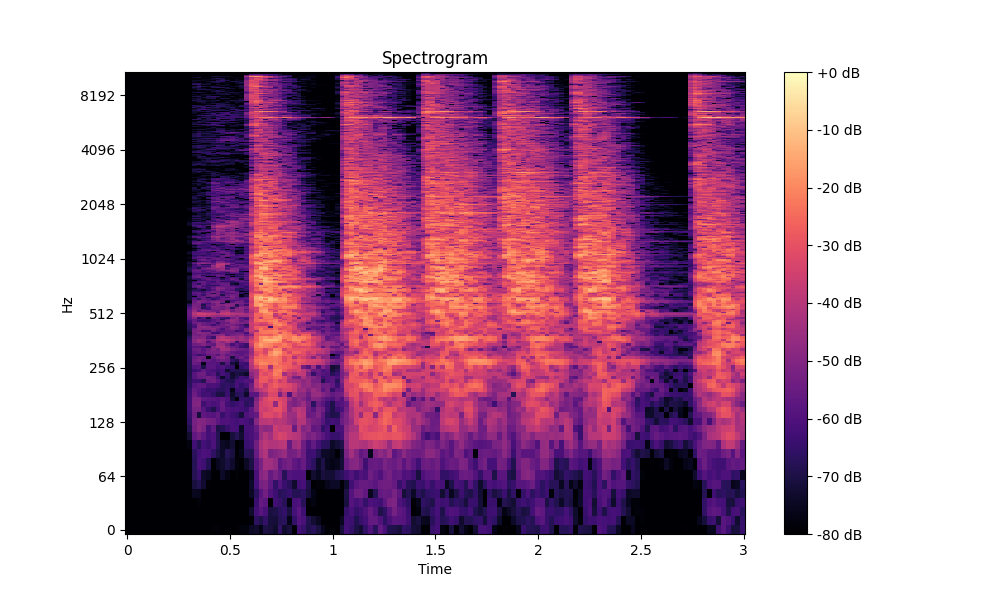 Spectrogram
Hz
8192
4096
2048
1024
512
256
128
64
0
0
0.5
1
1.5
2
2.5
3
Time
+0 dB
-10 dB
-20 dB
-30 dB
-40 dB
-50 dB
-60 dB
-70 dB
-80 dB